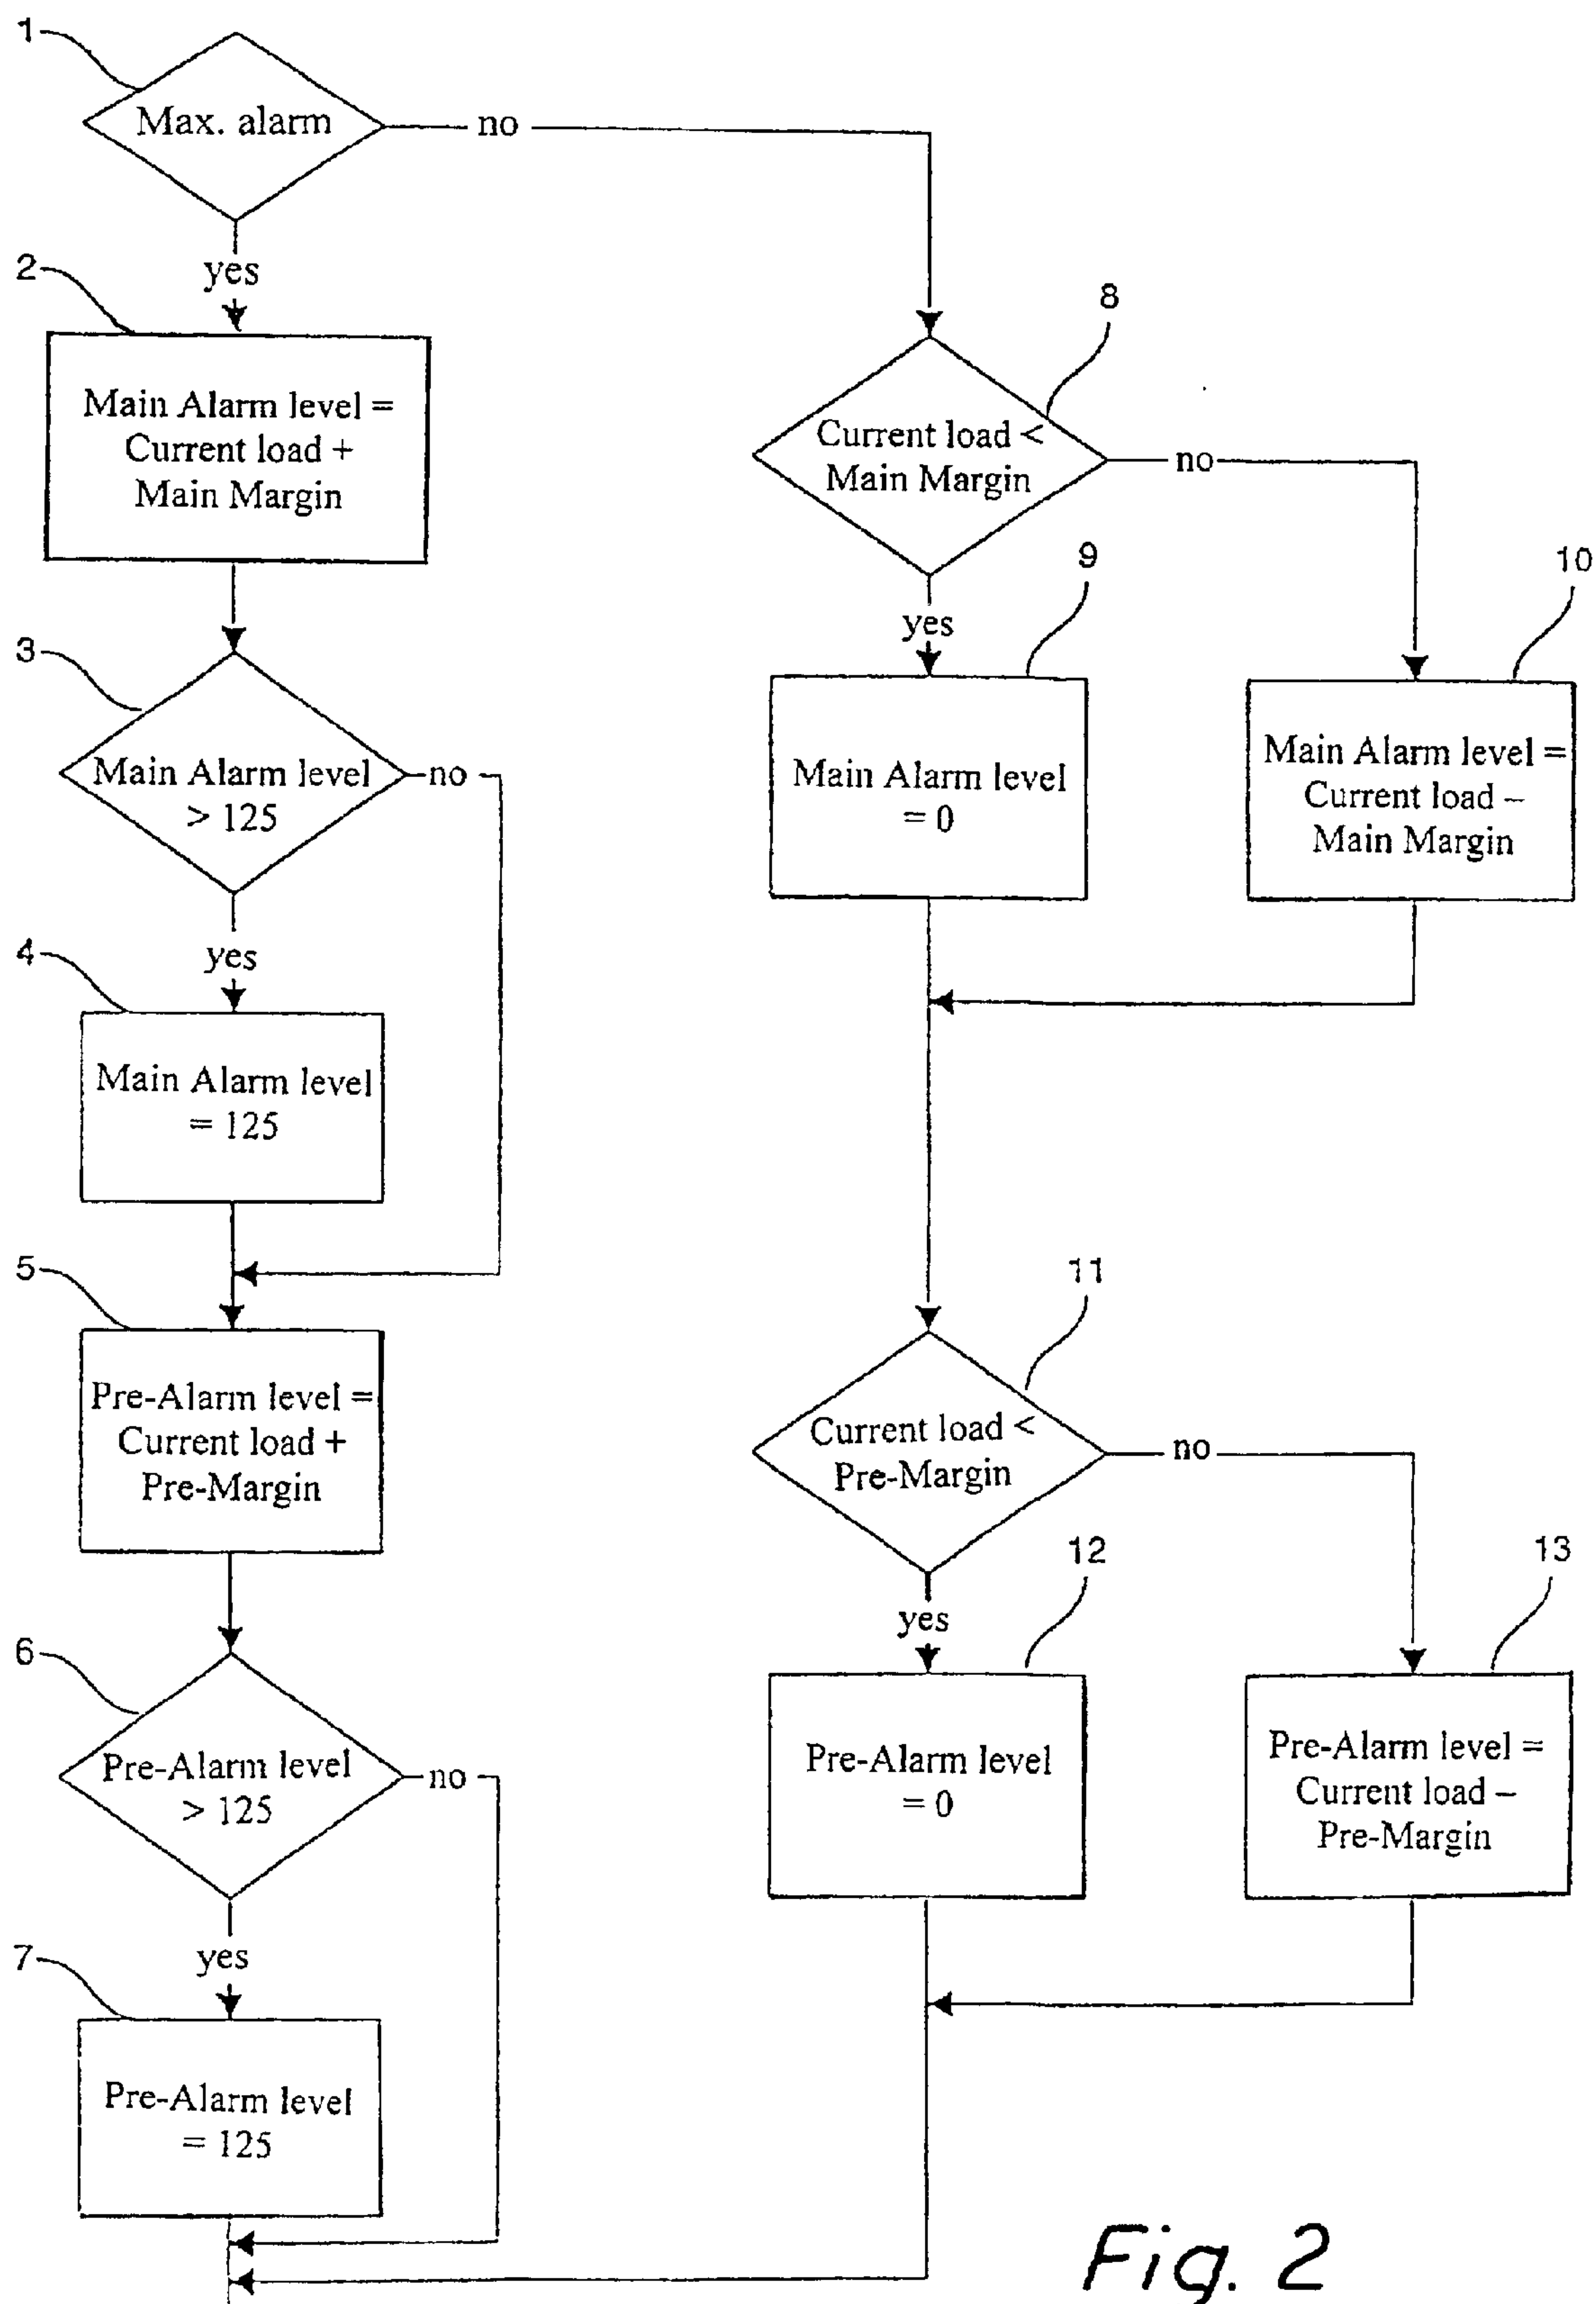 1
Max. alarm
no
yes
2
Main Alarm level =
Current load +
Main Margin
3
Main Alarm level
> 125
no
yes
4
Main Alarm level
= 125
5
Pre-Alarm level =
Current load +
Pre-Margin
6
Pre-Alarm level
> 125
no
yes
7
Pre-Alarm level
= 125
8
Current load <
Main Margin
no
yes
9
Main Alarm level
= 0
10
Main Alarm level =
Current load –
Main Margin
11
Current load <
Pre-Margin
no
yes
12
Pre-Alarm level
= 0
13
Pre-Alarm level =
Current load –
Pre-Margin
Fig. 2